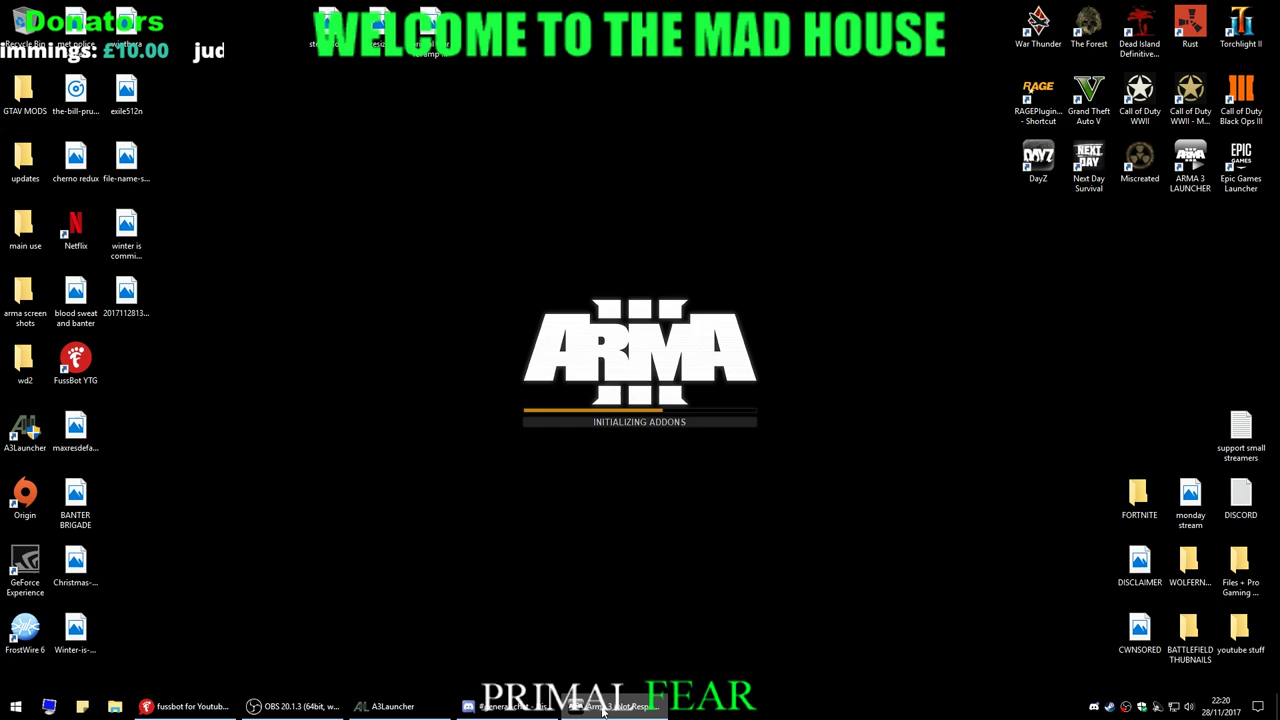 Donators
WELCOME TO THE MAD HOUSE
immings: £10.00 jud
Recycle Bin
met police
War Thunder
The Forest
Dead Island Definitive...
Rust
Torchlight II
GTAV MODS
the-bill-pru...
exile512n
RAGEPlugin... - Shortcut
Grand Theft Auto V
Call of Duty WWII
Call of Duty WWII - M...
Call of Duty Black Ops III
updates
cherno redux
file-name-s...
DayZ
Next Day Survival
Miscreated
ARMA 3 LAUNCHER
Epic Games Launcher
main use
Netflix
winter is commi...
arma screen shots
blood sweat and banter
2017112813...
ARMA III
INITIALIZING ADDONS
wd2
FussBot YTG
A3Launcher
maxresdefa...
support small streamers
Origin
BANTER BRIGADE
FORTNITE
monday stream
DISCORD
GeForce Experience
Christmas-...
DISCLAIMER
WOLFERN...
Files + Pro Gaming ...
FrostWire 6
Winter-is-...
CWNSORED
BATTLEFIELD THUBNAILS
youtube stuff
PRIMAL FEAR
fussbot for Youtub...
OBS 20.1.3 (64bit, w...
A3Launcher
22:20
28/11/2017